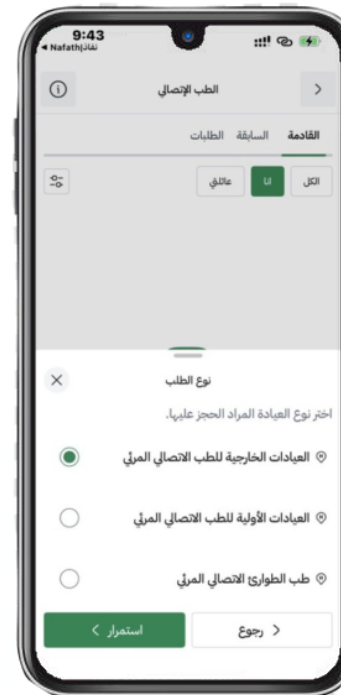 9:43
◀ Nafath|نفاذ
الطب الإتصالي
القادمة السابقة الطلبات
الكل انا عائلتي
نوع الطلب
اختر نوع العيادة المراد الحجز عليها.
العيادات الخارجية للطب الاتصالي المرئي
العيادات الأولية للطب الاتصالي المرئي
طب الطوارئ الاتصالي المرئي
رجوع استمرار